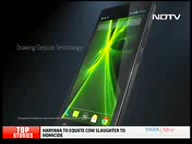 NDTV
Drawing Gesture Technology
TOP
STORIES
HARYANA TO EQUATE COW SLAUGHTER TO
HOMICIDE